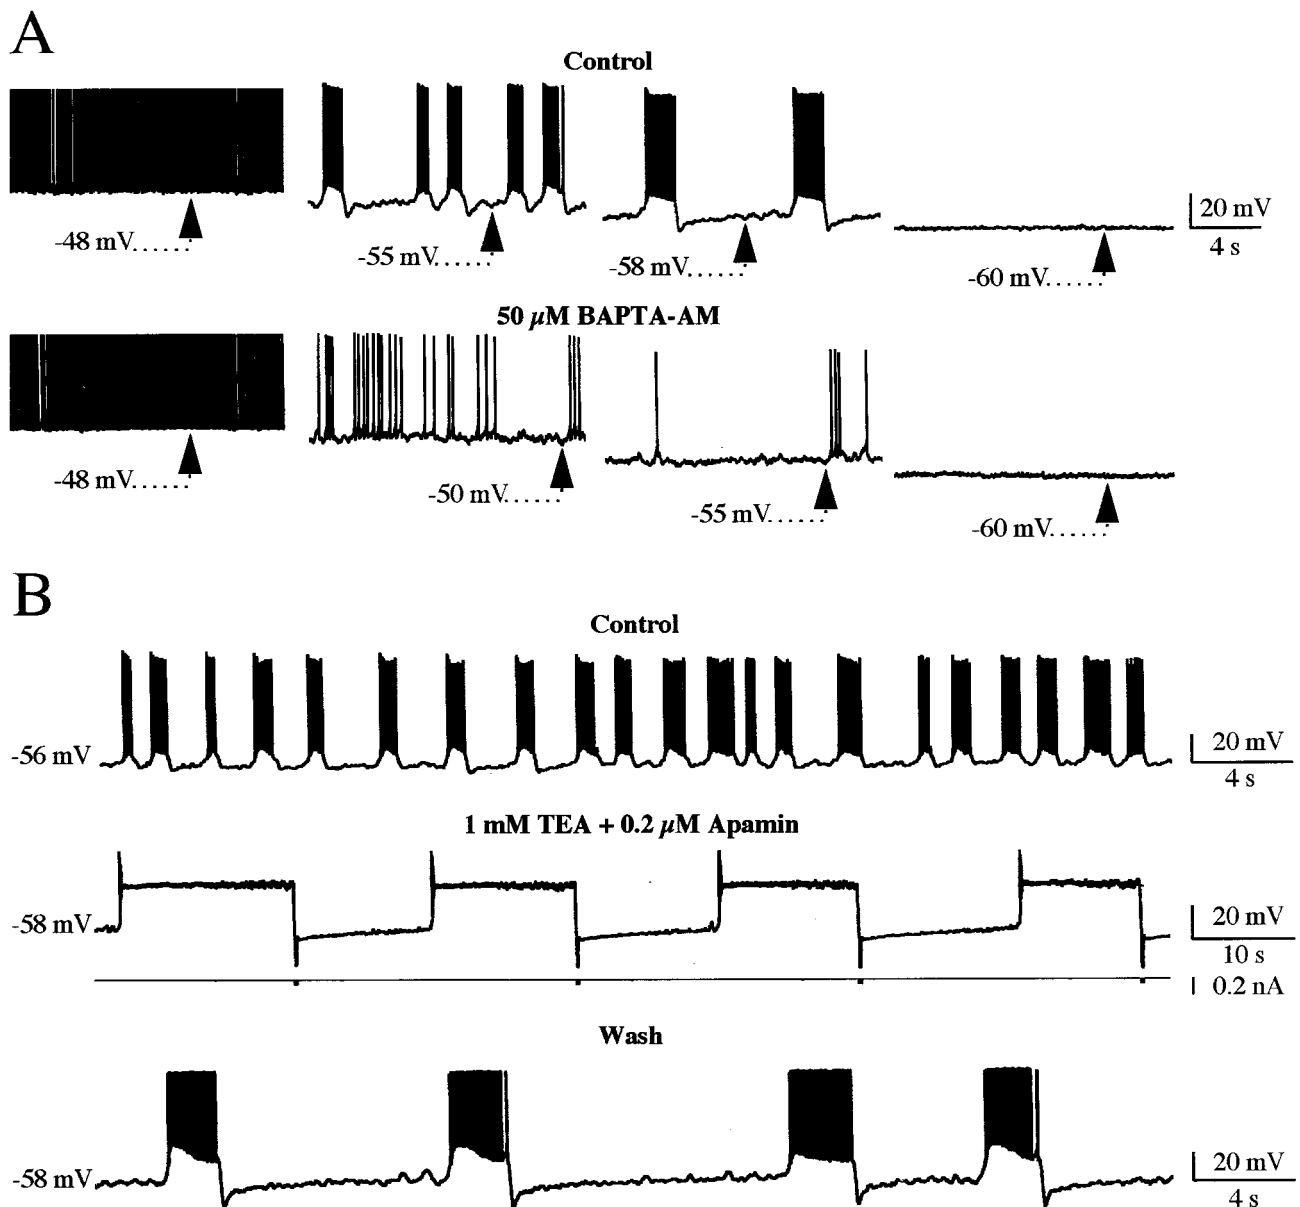 A
Control
-48 mV......
-55 mV......
-58 mV......
-60 mV......
20 mV
4 s
50 µM BAPTA-AM
-48 mV......
-50 mV......
-55 mV......
-60 mV......
B
Control
-56 mV
20 mV
4 s
1 mM TEA + 0.2 µM Apamin
-58 mV
20 mV
10 s
0.2 nA
Wash
-58 mV
20 mV
4 s